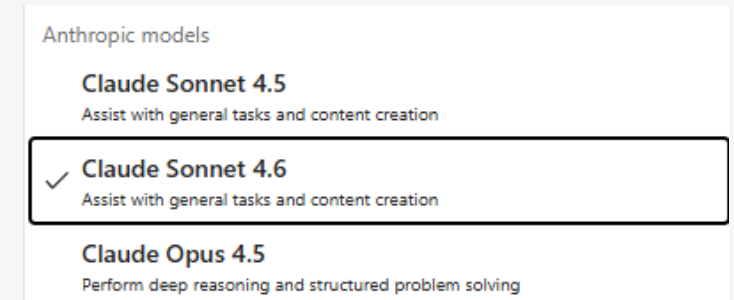 Anthropic models
Claude Sonnet 4.5
Assist with general tasks and content creation
Claude Sonnet 4.6
Assist with general tasks and content creation
Claude Opus 4.5
Perform deep reasoning and structured problem solving